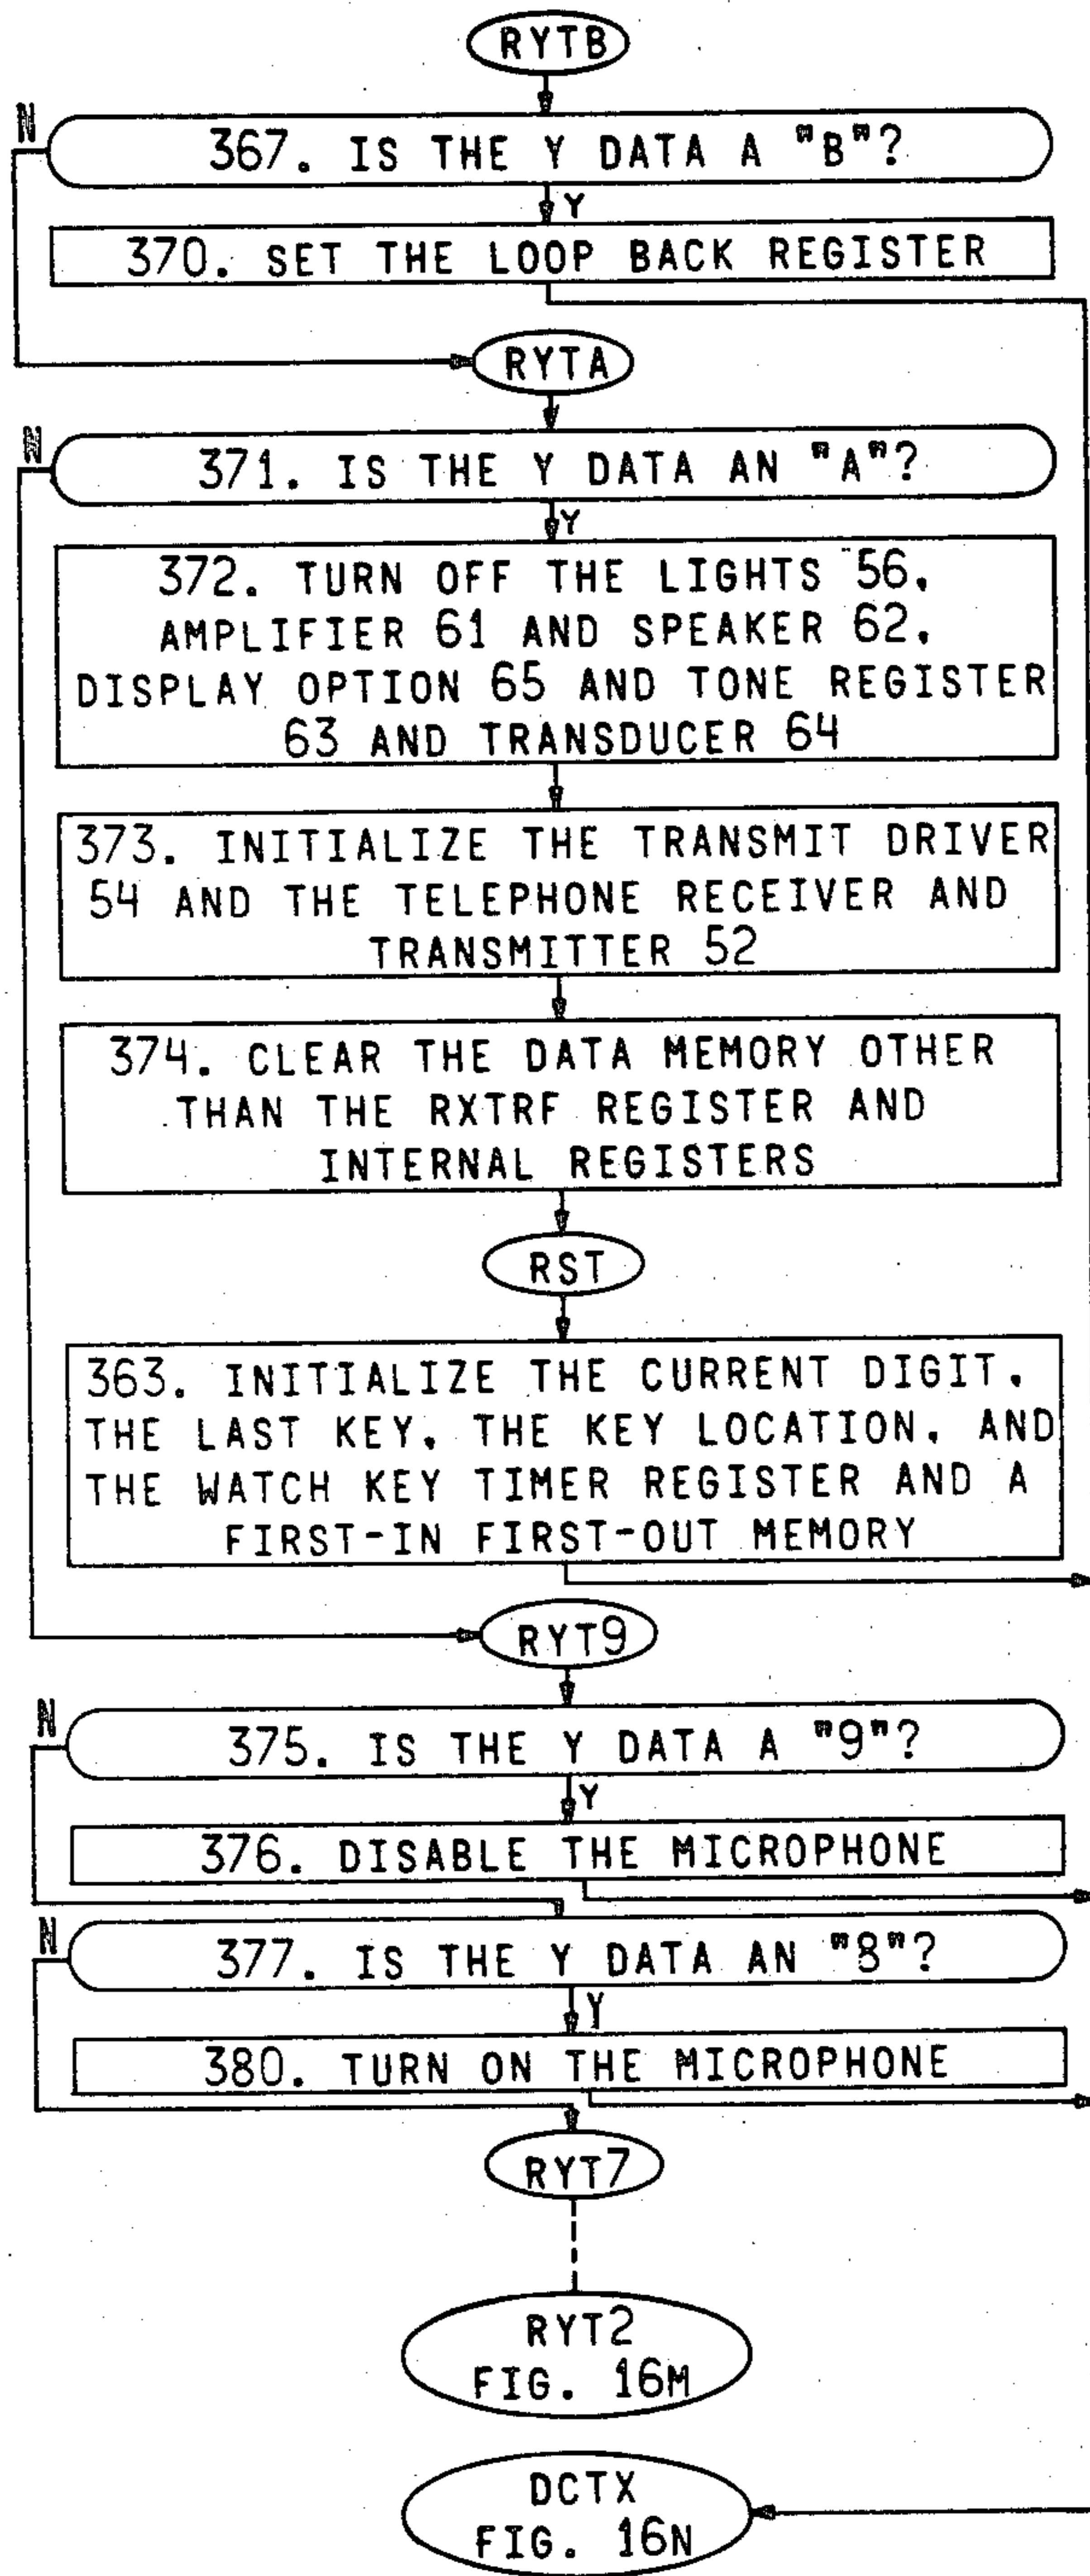 RYTB
N
367. IS THE Y DATA A "B"?
Y
370. SET THE LOOP BACK REGISTER
RYTA
N
371. IS THE Y DATA AN "A"?
Y
372. TURN OFF THE LIGHTS 56,
AMPLIFIER 61 AND SPEAKER 62,
DISPLAY OPTION 65 AND TONE REGISTER
63 AND TRANSDUCER 64
373. INITIALIZE THE TRANSMIT DRIVER
54 AND THE TELEPHONE RECEIVER AND
TRANSMITTER 52
374. CLEAR THE DATA MEMORY OTHER
THAN THE RXTRF REGISTER AND
INTERNAL REGISTERS
RST
363. INITIALIZE THE CURRENT DIGIT,
THE LAST KEY, THE KEY LOCATION, AND
THE WATCH KEY TIMER REGISTER AND A
FIRST-IN FIRST-OUT MEMORY
RYT9
N
375. IS THE Y DATA A "9"?
Y
376. DISABLE THE MICROPHONE
N
377. IS THE Y DATA AN "8"?
Y
380. TURN ON THE MICROPHONE
RYT7
RYT2
FIG. 16M
DCTX
FIG. 16N